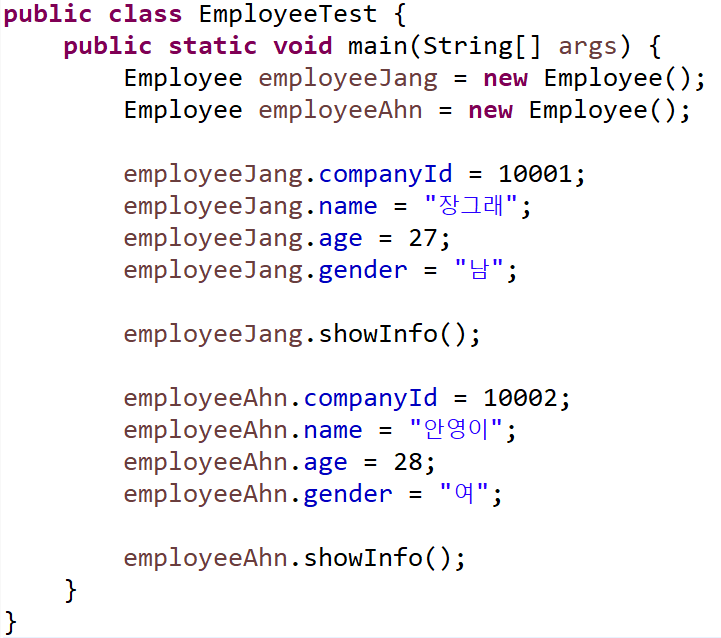 public class EmployeeTest {
    public static void main(String[] args) {
        Employee employeeJang = new Employee();
        Employee employeeAhn = new Employee();

        employeeJang.companyId = 10001;
        employeeJang.name = "장그래";
        employeeJang.age = 27;
        employeeJang.gender = "남";

        employeeJang.showInfo();

        employeeAhn.companyId = 10002;
        employeeAhn.name = "안영이";
        employeeAhn.age = 28;
        employeeAhn.gender = "여";

        employeeAhn.showInfo();
    }
}